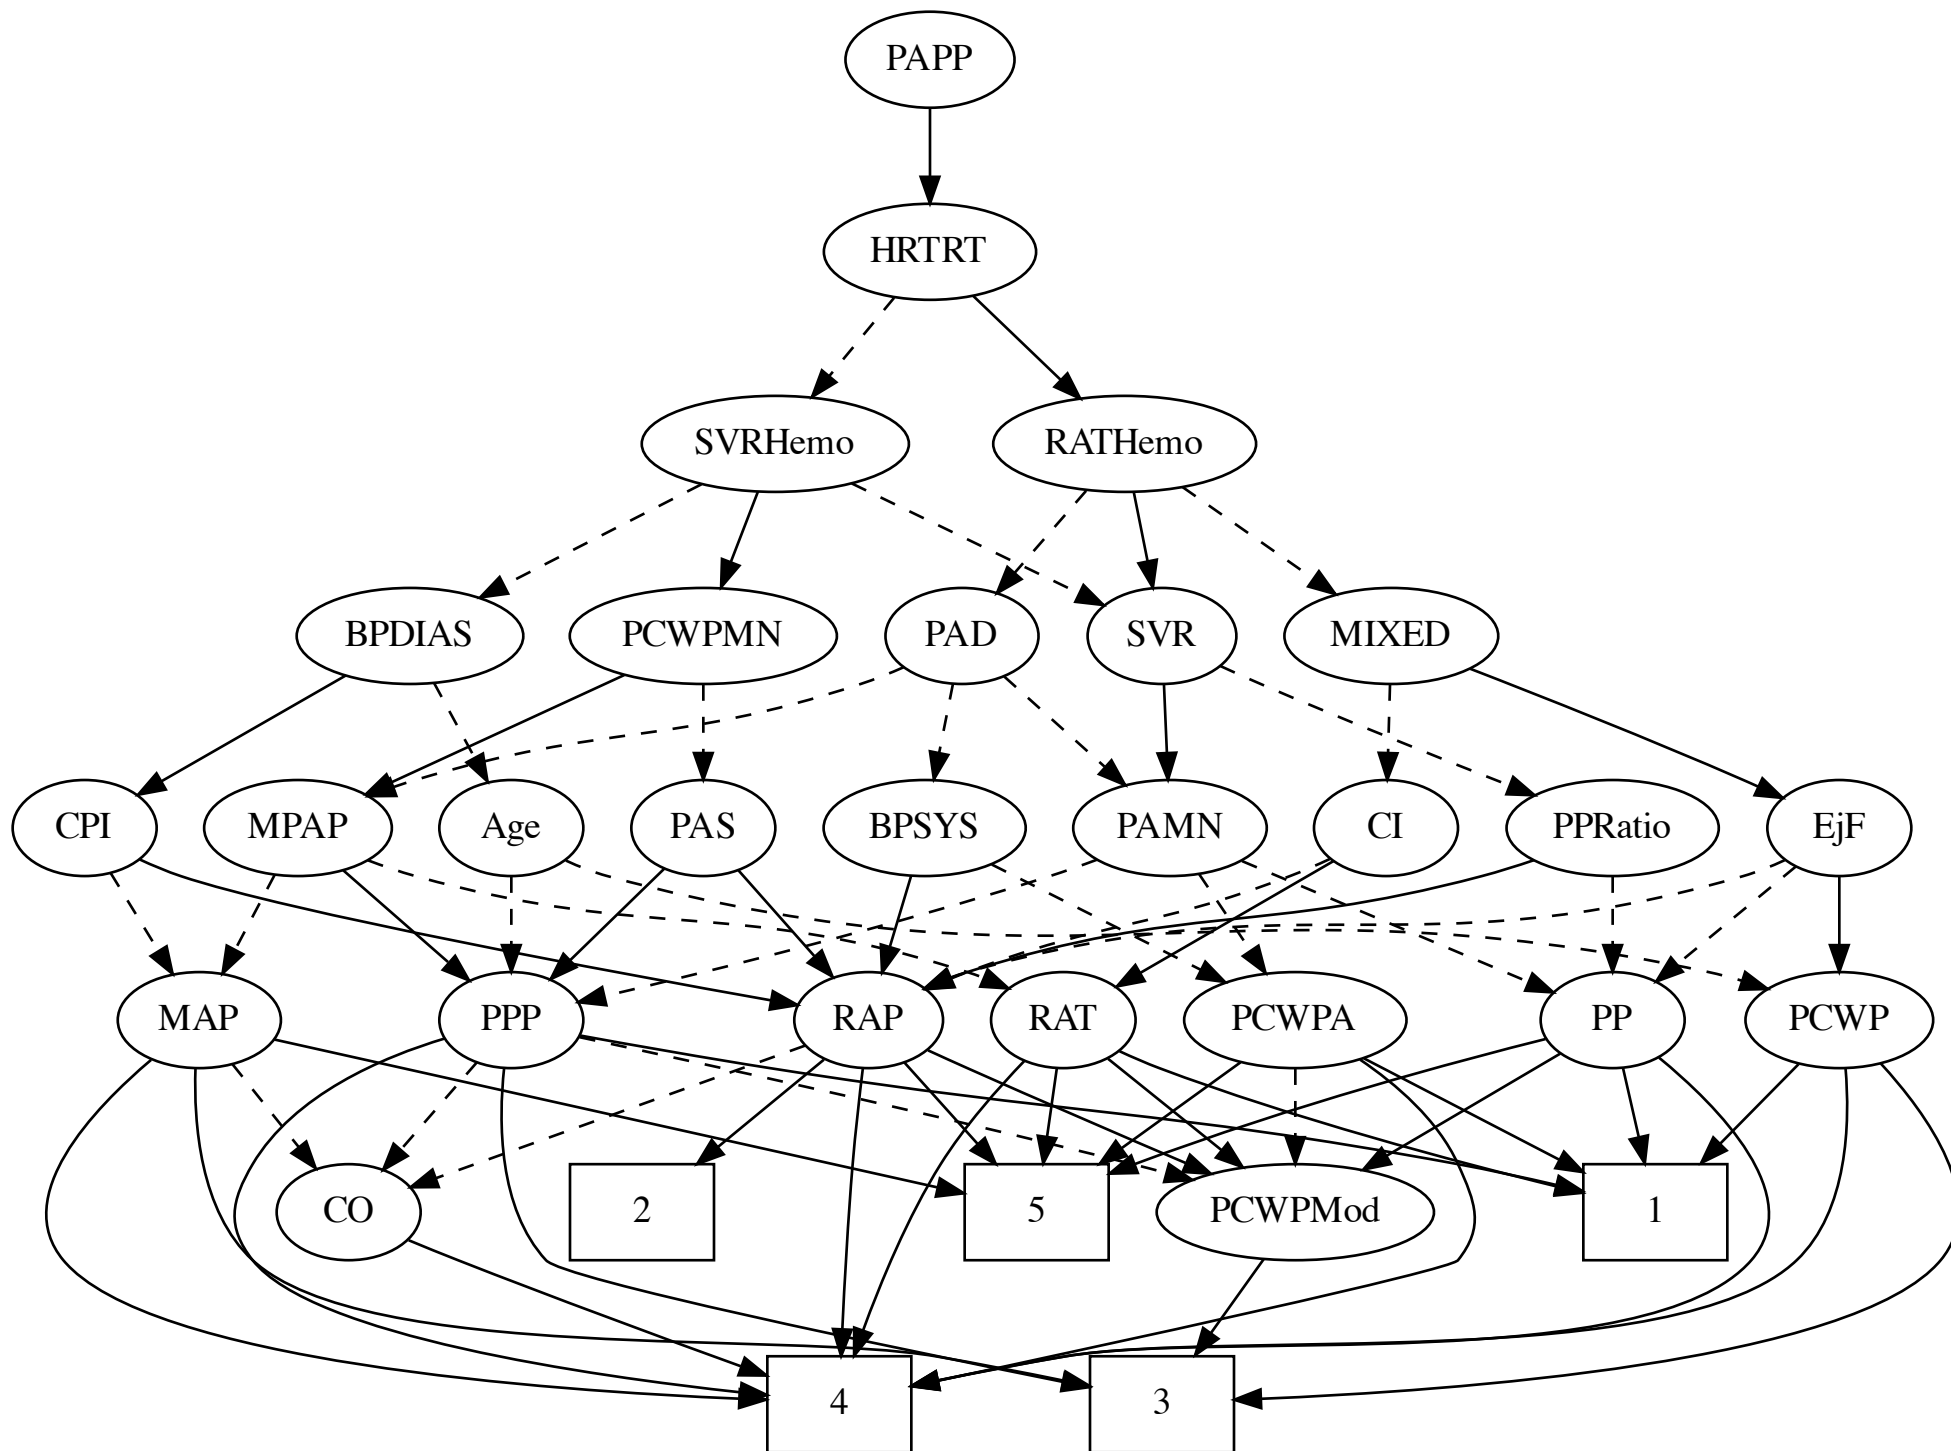 PAPP
HRTRT
SVRHemo RATHemo
BPDIAS PCWPMN PAD SVR MIXED
CPI MPAP Age PAS BPSYS PAMN CI PPRatio EjF
MAP PPP RAP RAT PCWPA PP PCWP
CO 2 5 PCWPMod 1
4 3